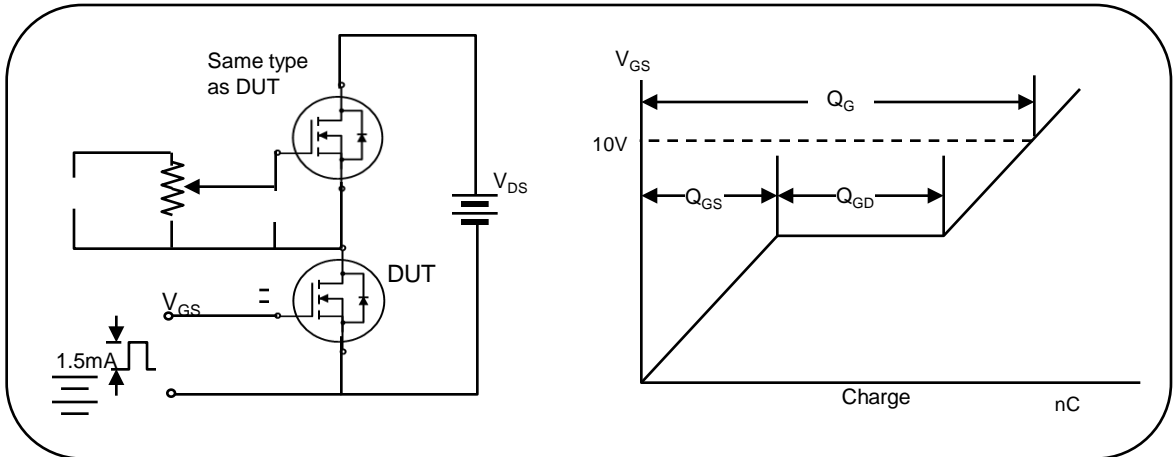 Same type
as DUT
V_DS
DUT
V_GS
1.5mA
V_GS
Q_G
10V
Q_GS
Q_GD
Charge
nC